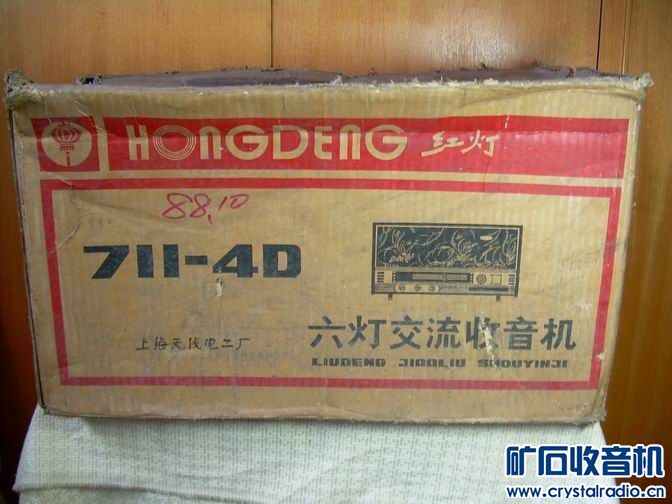 HONGDENG 红灯
88,10
711-4D
上海无线电二厂
六灯交流收音机
LIUDENG JIAOLIU SHOUYINJI
矿石收音机
www.crystalradio.cn